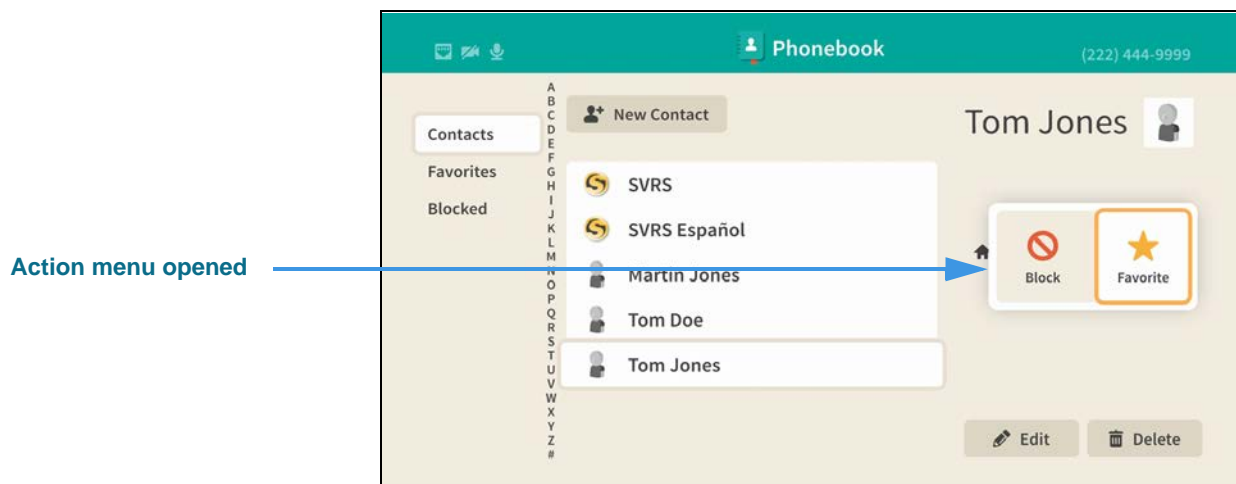 Phonebook
(222) 444-9999
Contacts
Favorites
Blocked
A
B
C
D
E
F
G
H
I
J
K
L
M
N
O
P
Q
R
S
T
U
V
W
X
Y
Z
#
New Contact
SVRS
SVRS Español
Martin Jones
Tom Doe
Tom Jones
Tom Jones
Block
Favorite
Edit
Delete
Action menu opened